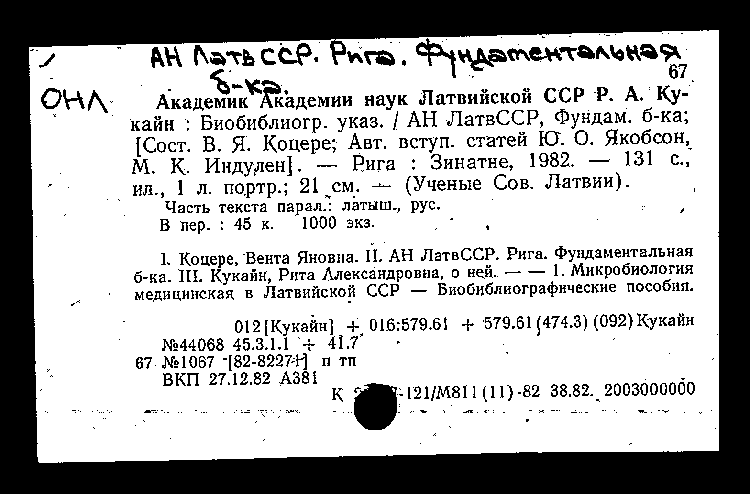 АН ЛатвССР. Рига. Фундаментальная
б-ка.
67
ОНЛ
Академик Академии наук Латвийской ССР Р. А. Ку-
кайн : Биобиблиогр. указ. / АН ЛатвССР, Фундам. б-ка;
[Сост. В. Я. Коцере; Авт. вступ. статей Ю. О. Якобсон,
М. К. Индулен]. — Рига : Зинатне, 1982. — 131 с.,
ил., 1 л. портр.; 21 см. — (Ученые Сов. Латвии).
Часть текста парал.: латыш., рус.
В пер. : 45 к. 1000 экз.
I. Коцере, Вента Яновна. II. АН ЛатвССР. Рига. Фундаментальная
б-ка. III. Кукайн, Рита Александровна, о ней. — — 1. Микробиология
медицинская в Латвийской ССР — Биобиблиографические пособия.
012[Кукайн] + 016:579.61 + 579.61(474.3)(092)Кукайн
№44068 45.3.1.1 + 41.7
67 №1067 [82-82274] п тп
ВКП 27.12.82 А381
К -121/М811(11)-82 38.82. 2003000000